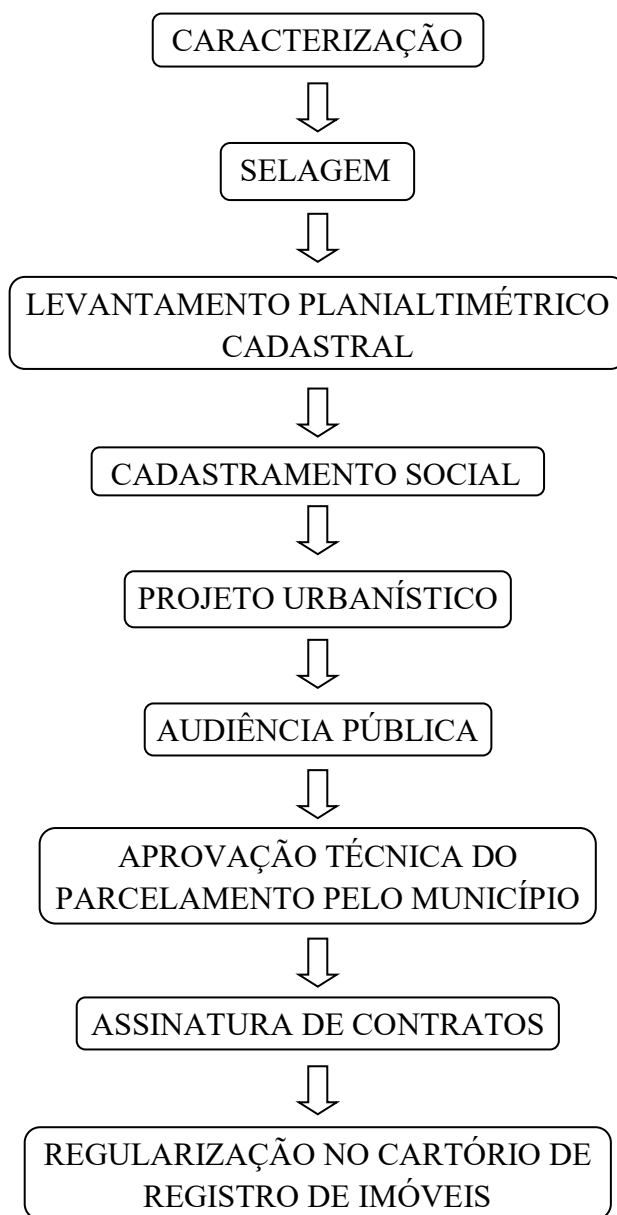 CARACTERIZAÇÃO
SELAGEM
LEVANTAMENTO PLANIALTIMÉTRICO
CADASTRAL
CADASTRAMENTO SOCIAL
PROJETO URBANÍSTICO
AUDIÊNCIA PÚBLICA
APROVAÇÃO TÉCNICA DO
PARCELAMENTO PELO MUNICÍPIO
ASSINATURA DE CONTRATOS
REGULARIZAÇÃO NO CARTÓRIO DE
REGISTRO DE IMÓVEIS